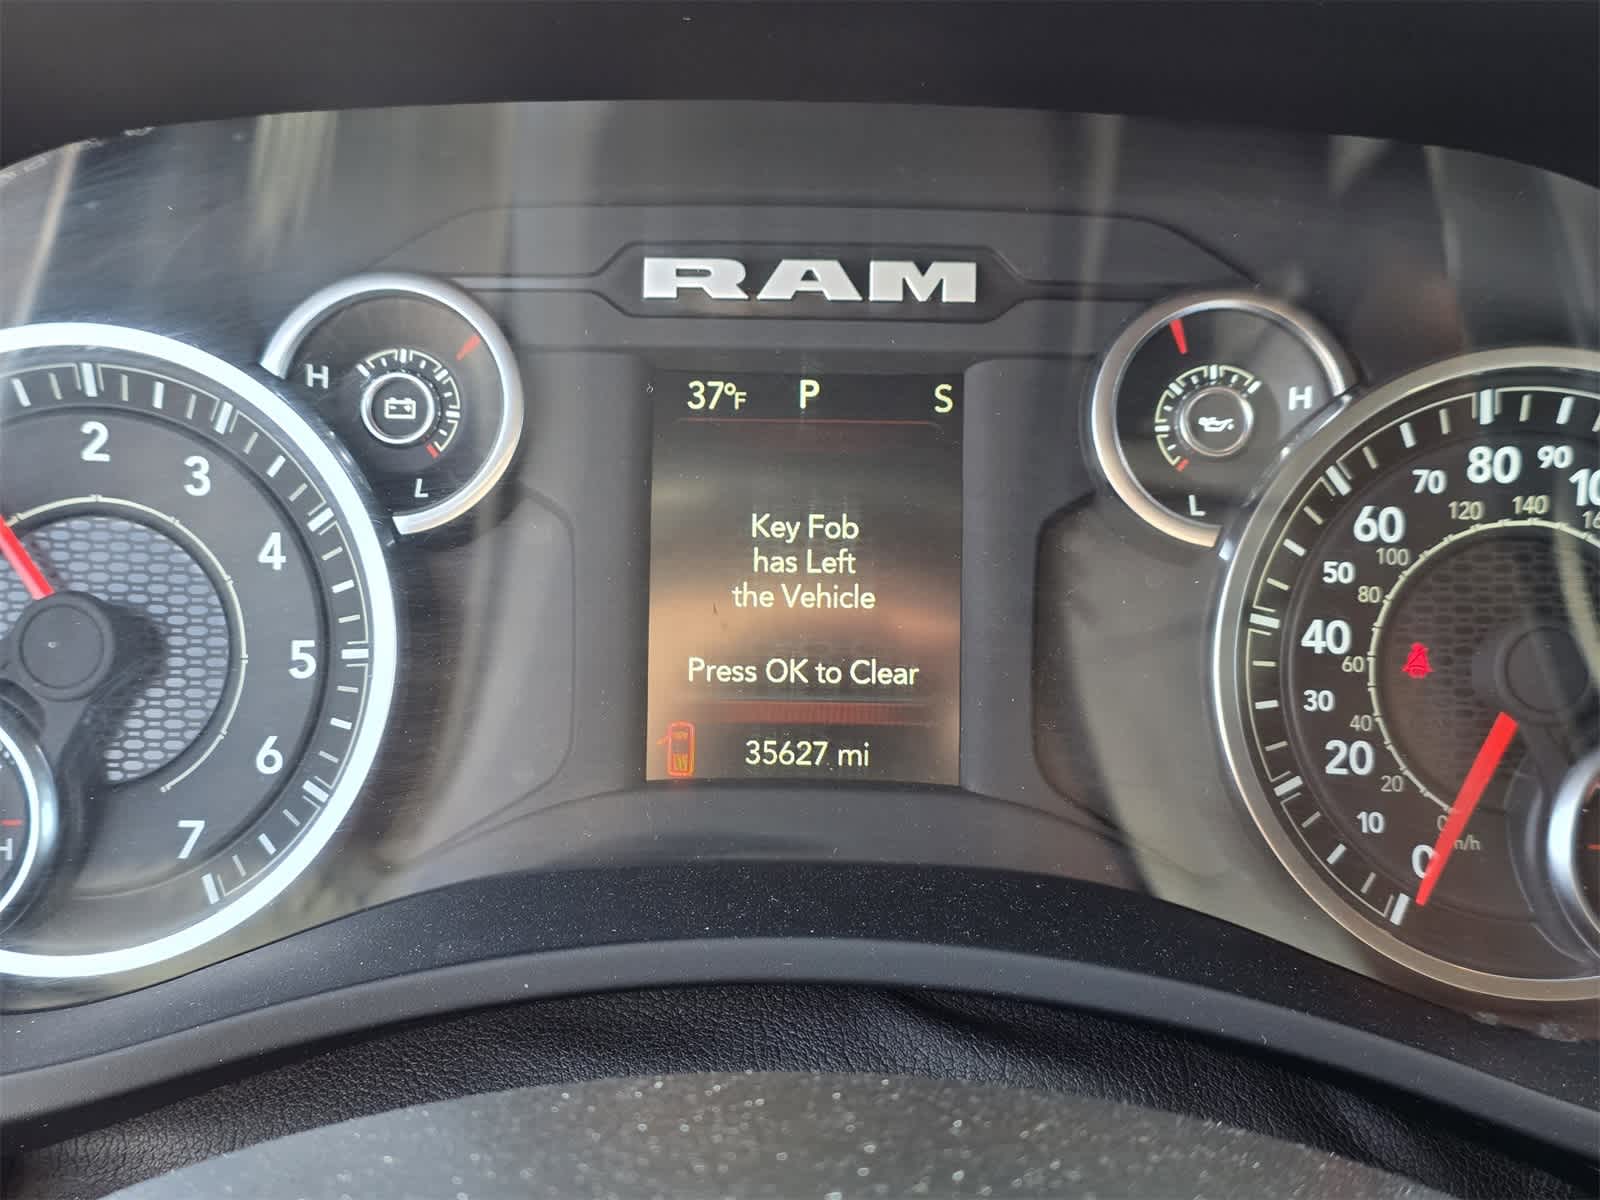 RAM
H
L
37°F P S
H
L
Key Fob
has Left
the Vehicle
Press OK to Clear
35627 mi
2
3
4
5
6
7
H
0
10
20
30
40
50
60
70
80
90
20
40
60
80
100
120
140